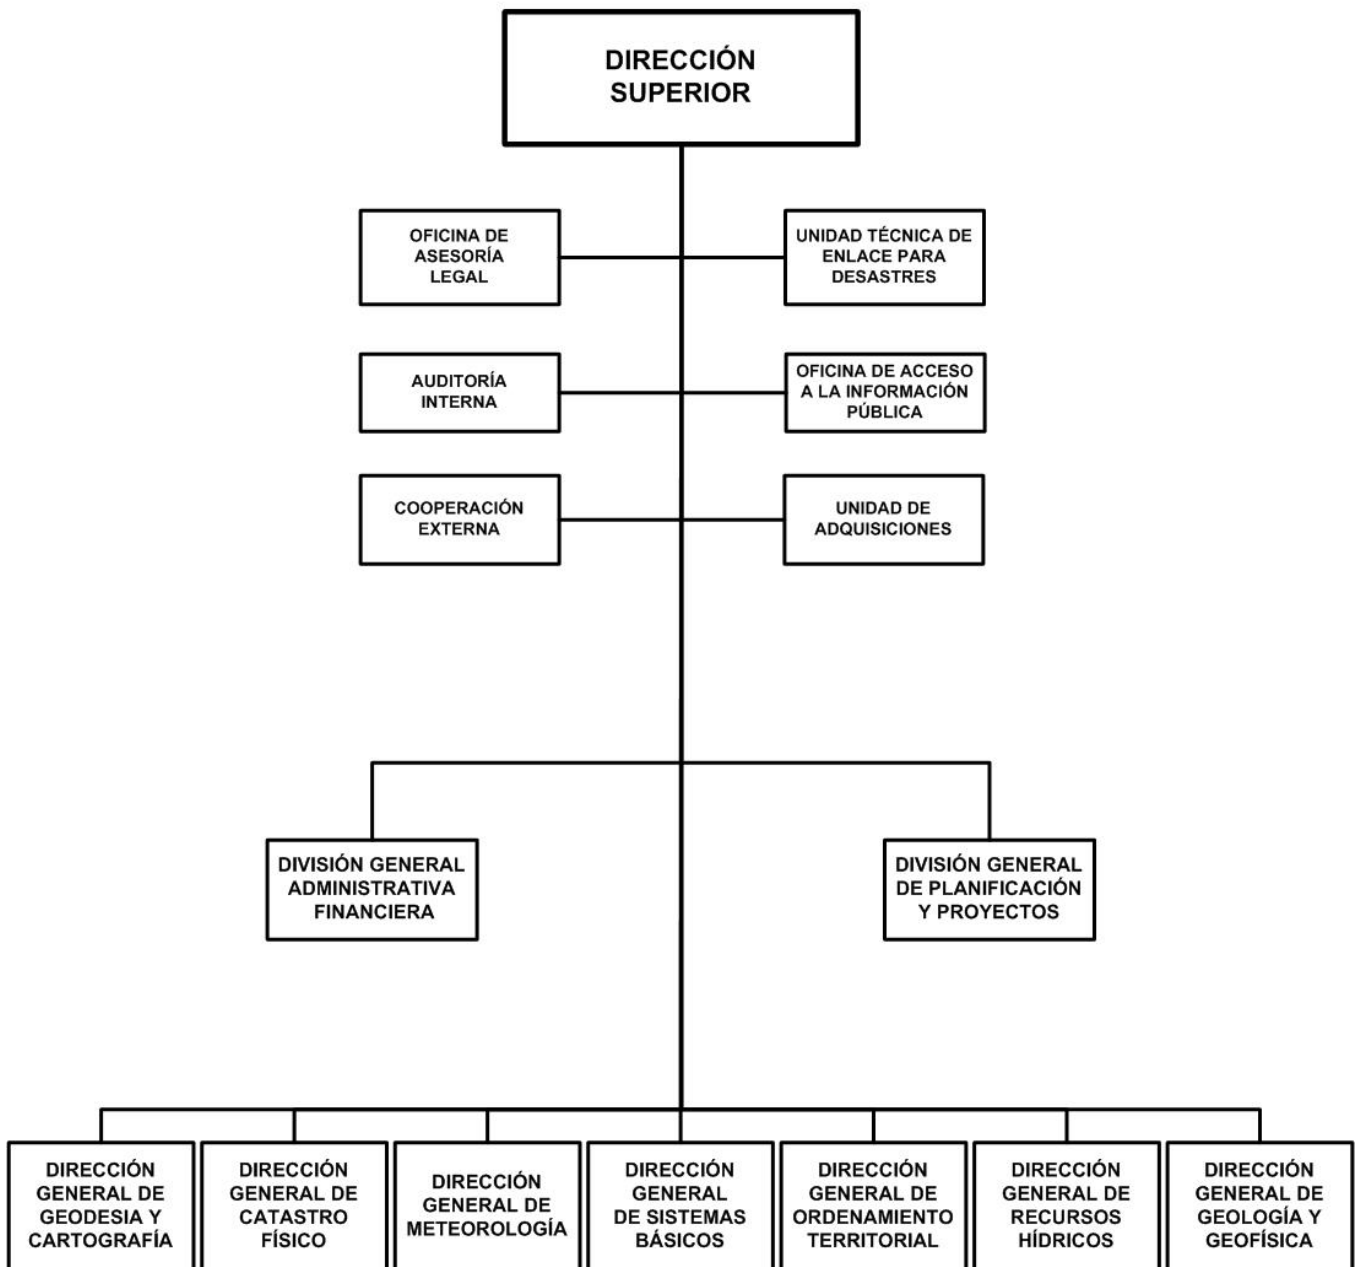 DIRECCIÓN
SUPERIOR
OFICINA DE
ASESORÍA
LEGAL
UNIDAD TÉCNICA DE
ENLACE PARA
DESASTRES
AUDITORÍA
INTERNA
OFICINA DE ACCESO
A LA INFORMACIÓN
PÚBLICA
COOPERACIÓN
EXTERNA
UNIDAD DE
ADQUISICIONES
DIVISIÓN GENERAL
ADMINISTRATIVA
FINANCIERA
DIVISIÓN GENERAL
DE PLANIFICACIÓN
Y PROYECTOS
DIRECCIÓN
GENERAL DE
GEODESIA Y
CARTOGRAFÍA
DIRECCIÓN
GENERAL DE
CATASTRO
FÍSICO
DIRECCIÓN
GENERAL DE
METEOROLOGÍA
DIRECCIÓN
GENERAL
DE SISTEMAS
BÁSICOS
DIRECCIÓN
GENERAL DE
ORDENAMIENTO
TERRITORIAL
DIRECCIÓN
GENERAL DE
RECURSOS
HÍDRICOS
DIRECCIÓN
GENERAL DE
GEOLOGÍA Y
GEOFÍSICA